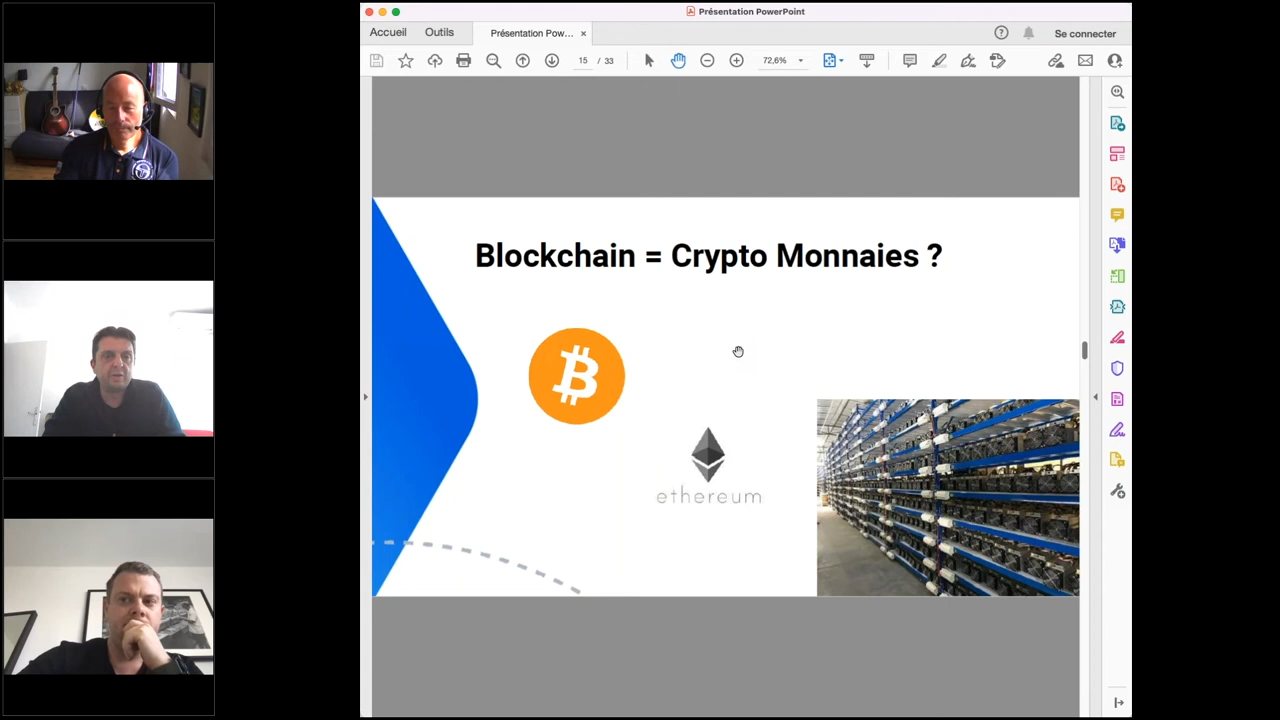 Présentation PowerPoint
Accueil
Outils
Présentation Pow...
×
Se connecter
15 / 33
72,6%
Blockchain = Crypto Monnaies ?
ethereum